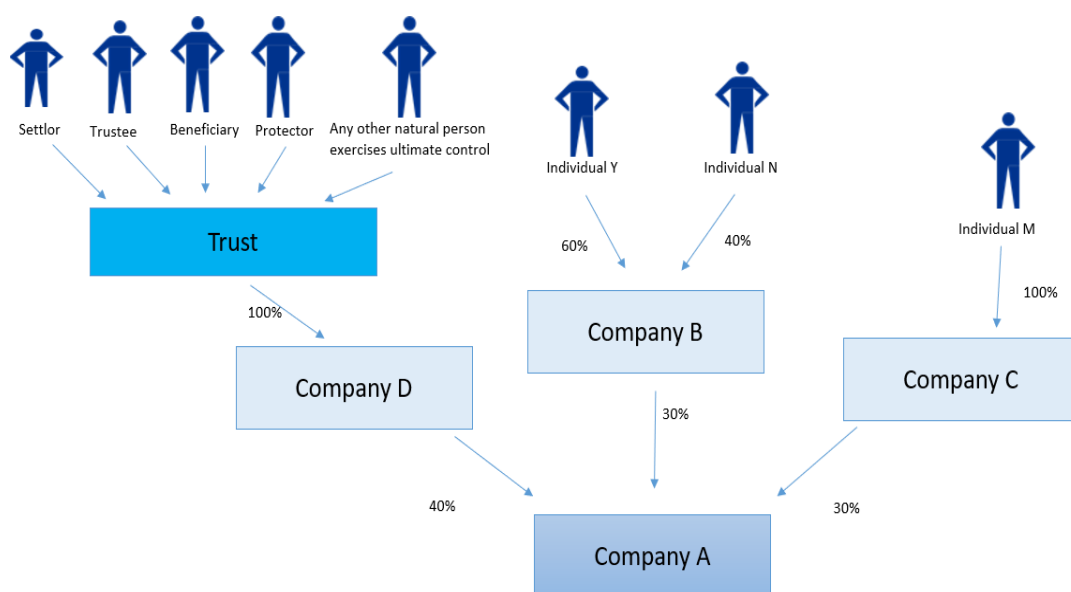 Settlor
Trustee
Beneficiary
Protector
Any other natural person
exercises ultimate control
Individual Y
Individual N
Individual M
Trust
60%
40%
100%
100%
Company B
Company D
Company C
30%
40%
30%
Company A